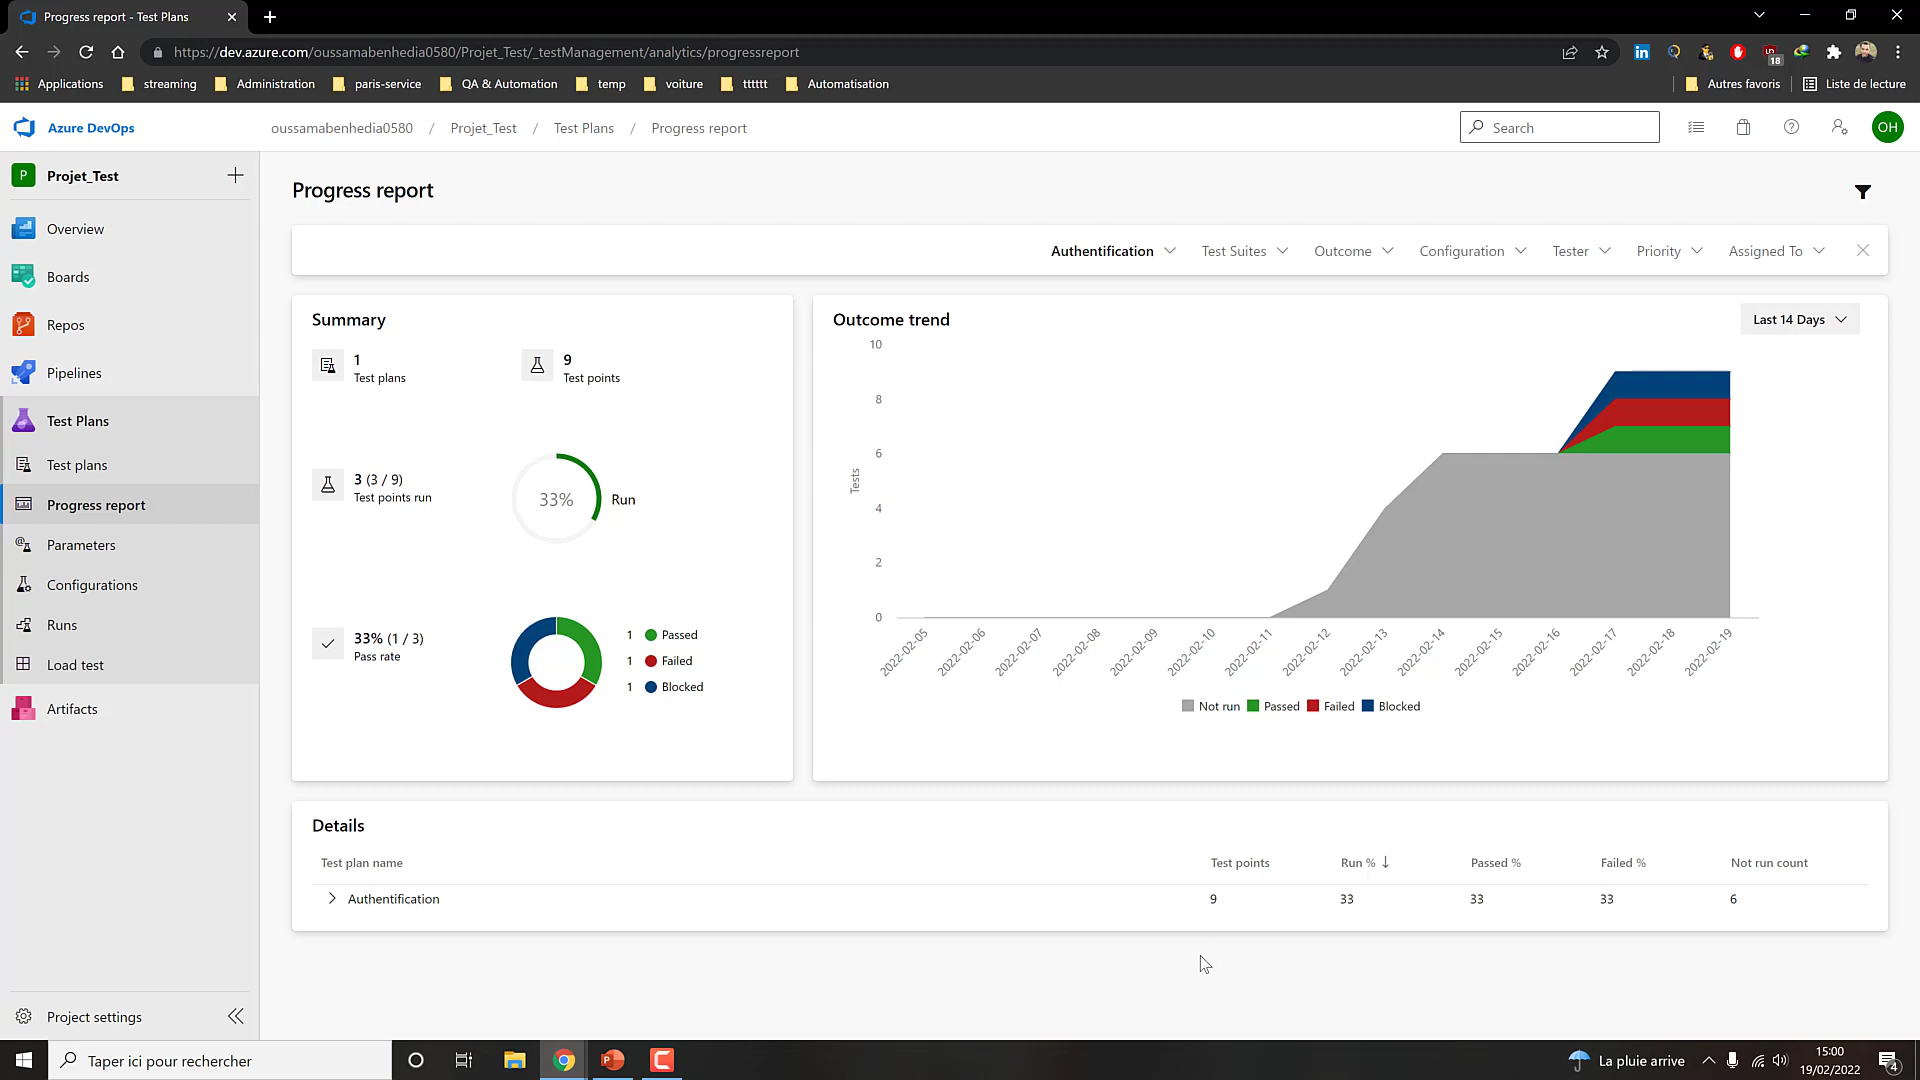 Progress report - Test Plans
https://dev.azure.com/oussamabenhedia0580/Projet_Test/_testManagement/analytics/progressreport
18
Applications streaming Administration paris-service QA & Automation temp voiture tttttt Automatisation Autres favoris Liste de lecture
Azure DevOps oussamabenhedia0580 / Projet_Test / Test Plans / Progress report Search OH
P Projet_Test
Overview
Boards
Repos
Pipelines
Test Plans
Test plans
Progress report
Parameters
Configurations
Runs
Load test
Artifacts
Project settings
Progress report
Authentification Test Suites Outcome Configuration Tester Priority Assigned To
Summary
1
Test plans
9
Test points
3 (3 / 9)
Test points run
33%
Run
33% (1 / 3)
Pass rate
1 Passed
1 Failed
1 Blocked
Outcome trend
Last 14 Days
10
8
6
4
2
0
Tests
2022-02-05 2022-02-06 2022-02-07 2022-02-08 2022-02-09 2022-02-10 2022-02-11 2022-02-12 2022-02-13 2022-02-14 2022-02-15 2022-02-16 2022-02-17 2022-02-18 2022-02-19
Not run Passed Failed Blocked
Details
Test plan name Test points Run % Passed % Failed % Not run count
Authentification 9 33 33 33 6
Taper ici pour rechercher
La pluie arrive
15:00
19/02/2022
4